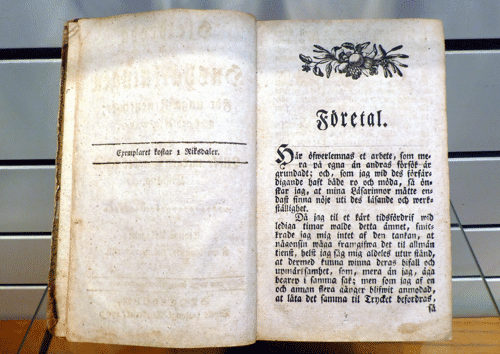 Exemplaret kostar 1 Riksdaler.
Företal.
Här öfwerlemnas et arbete, som me-
ra på egna än andras försök är
grundadt; och, som jag wid des förfär-
digande haft både ro och möda, så ön-
skar jag, at mina Läsarinnor måtte en-
dast finna nöje uti des läsande och werk-
ställighet.
Då jag til et kärt tidsfördrif wid
lediga timar walde detta ämnet, smic-
krade jag mig intet af den tankan, at
någonsin wåga framgifwa det til allmän
tienst, helst jag såg mig aldeles utur stånd,
at dermed kunna winna deras bifall och
upmärksamhet, som, mera än jag, äga
begrep i samma sak; men som jag af en
och annan flera gånger blifwit anmodad,
at låta det samma til Trycket befordras,
så